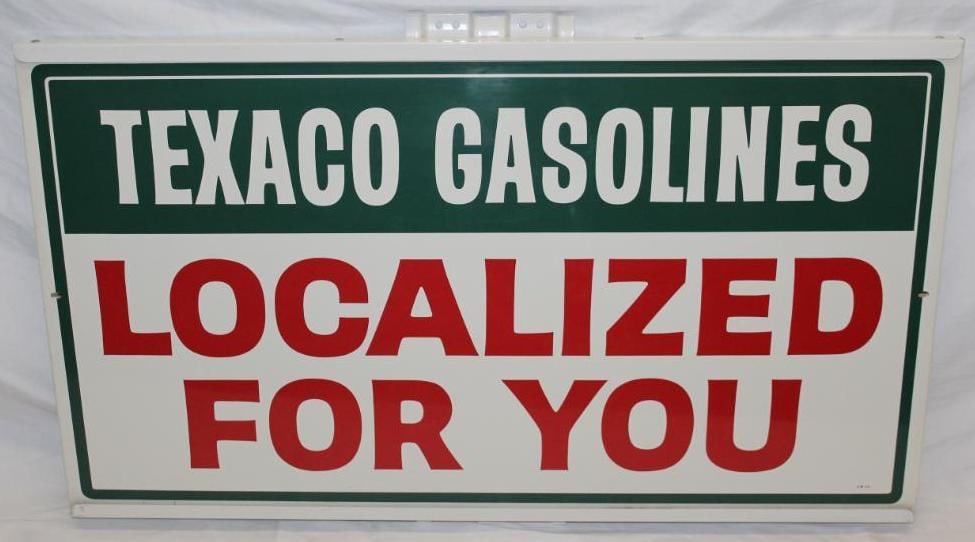 TEXACO GASOLINES
LOCALIZED
FOR YOU